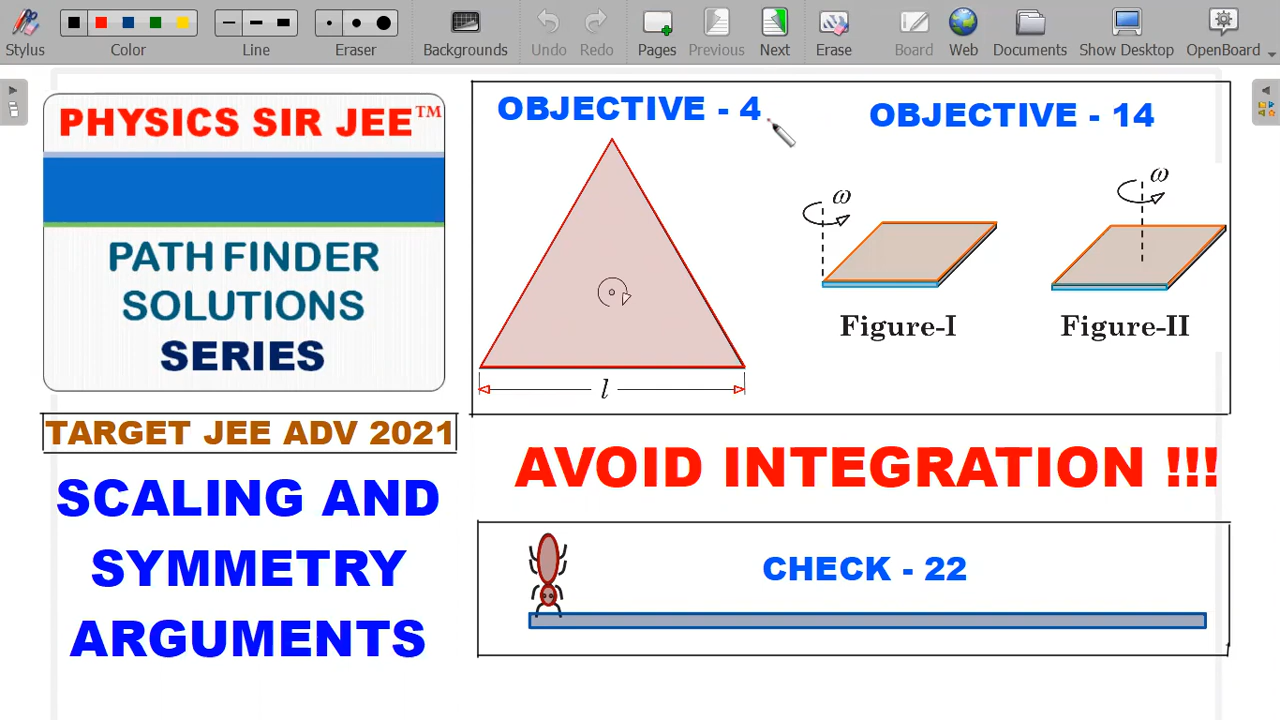 Stylus
Color
Line
Eraser
Backgrounds
Undo
Redo
Pages
Previous
Next
Erase
Board
Web
Documents
Show Desktop
OpenBoard
PHYSICS SIR JEE™
PATH FINDER
SOLUTIONS
SERIES
TARGET JEE ADV 2021
SCALING AND
SYMMETRY
ARGUMENTS
OBJECTIVE - 4
l
OBJECTIVE - 14
ω
ω
Figure-I
Figure-II
AVOID INTEGRATION !!!
CHECK - 22